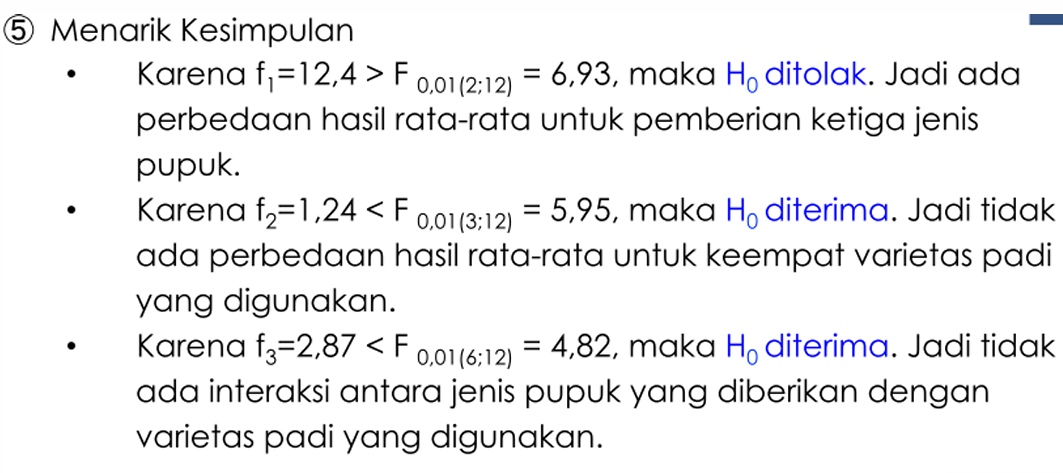 ⑤ Menarik Kesimpulan
• Karena f₁=12,4 > F 0,01(2;12) = 6,93, maka H₀ ditolak. Jadi ada
perbedaan hasil rata-rata untuk pemberian ketiga jenis
pupuk.
• Karena f₂=1,24 < F 0,01(3;12) = 5,95, maka H₀ diterima. Jadi tidak
ada perbedaan hasil rata-rata untuk keempat varietas padi
yang digunakan.
• Karena f₃=2,87 < F 0,01(6;12) = 4,82, maka H₀ diterima. Jadi tidak
ada interaksi antara jenis pupuk yang diberikan dengan
varietas padi yang digunakan.